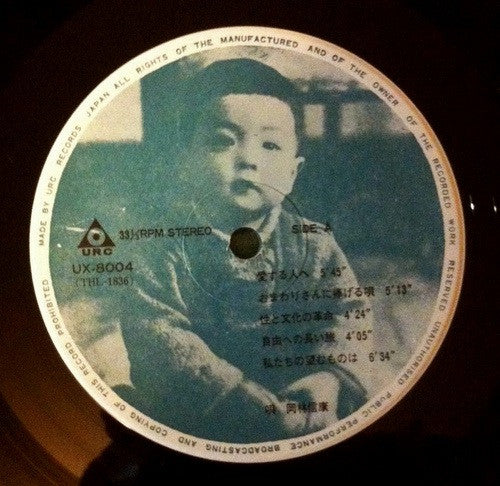 MADE BY URC RECORDS JAPAN ALL RIGHTS OF THE MANUFACTURED AND OF THE OWNER OF THE RECORDED WORK RESERVED UNAUTHORISED PUBLIC PERFORMANCE BROADCASTING AND COPYING OF THIS RECORD PROHIBITED
URC
33⅓RPM STEREO
SIDE A
UX-8004
(THL-1836)
愛する人へ 5'45"
おまわりさんに捧げる唄 5'13"
性と文化の革命 4'24"
自由への長い旅 4'05"
私たちの望むものは 6'34"
唄 岡林信康